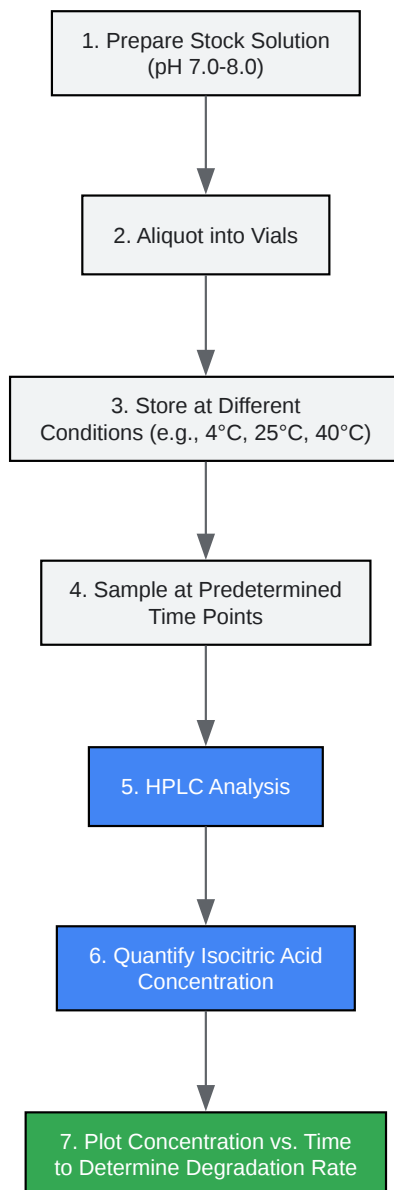 1. Prepare Stock Solution
(pH 7.0-8.0)
2. Aliquot into Vials
3. Store at Different
Conditions (e.g., 4°C, 25°C, 40°C)
4. Sample at Predetermined
Time Points
5. HPLC Analysis
6. Quantify Isocitric Acid
Concentration
7. Plot Concentration vs. Time
to Determine Degradation Rate